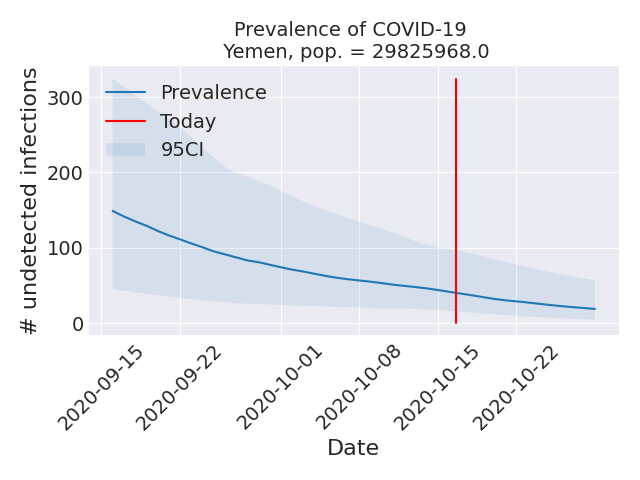 Prevalence of COVID-19
Yemen, pop. = 29825968.0
# undetected infections
300
200
100
0
Prevalence
Today
95CI
2020-09-15
2020-09-22
2020-10-01
2020-10-08
2020-10-15
2020-10-22
Date